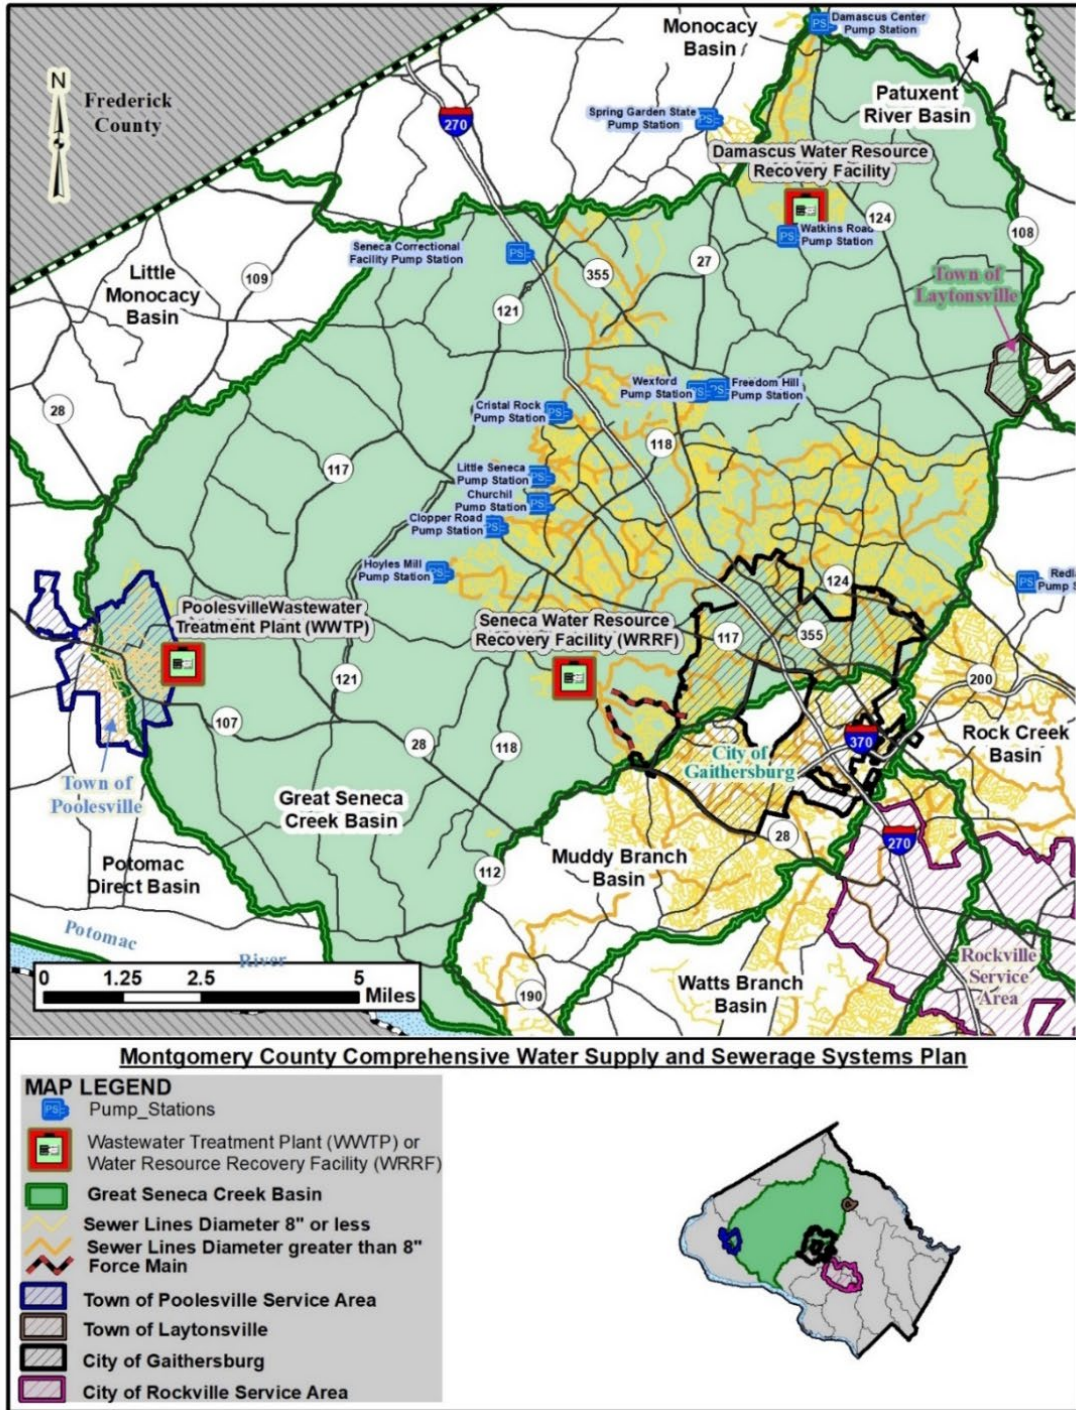 Damascus Center
Pump Station
Monocacy
Basin
N
Frederick
County
270
Patuxent
River Basin
Spring Garden State
Pump Station
Damascus Water Resource
Recovery Facility
124
108
Watkins Road
Pump Station
Seneca Correctional
Facility Pump Station
27
355
Town of
Laytonsville
Little
Monocacy
Basin
109
121
28
Wexford
Pump Station
Freedom Hill
Pump Station
Cristal Rock
Pump Station
118
117
Little Seneca
Pump Station
Churchil
Pump Station
Clopper Road
Pump Station
Hoyles Mill
Pump Station
124
Redla
Pump S
PoolesvilleWastewater
Treatment Plant (WWTP)
Seneca Water Resource
Recovery Facility (WRRF)
117
355
121
200
107
28
118
370
Rock Creek
Basin
City of
Gaithersburg
Town of
Poolesville
Great Seneca
Creek Basin
28
270
Potomac
Direct Basin
112
Muddy Branch
Basin
Potomac
River
Rockville
Service
Area
0 1.25 2.5 5
Miles
190
Watts Branch
Basin
Montgomery County Comprehensive Water Supply and Sewerage Systems Plan
MAP LEGEND
PS Pump_Stations
Wastewater Treatment Plant (WWTP) or
Water Resource Recovery Facility (WRRF)
Great Seneca Creek Basin
Sewer Lines Diameter 8" or less
Sewer Lines Diameter greater than 8"
Force Main
Town of Poolesville Service Area
Town of Laytonsville
City of Gaithersburg
City of Rockville Service Area